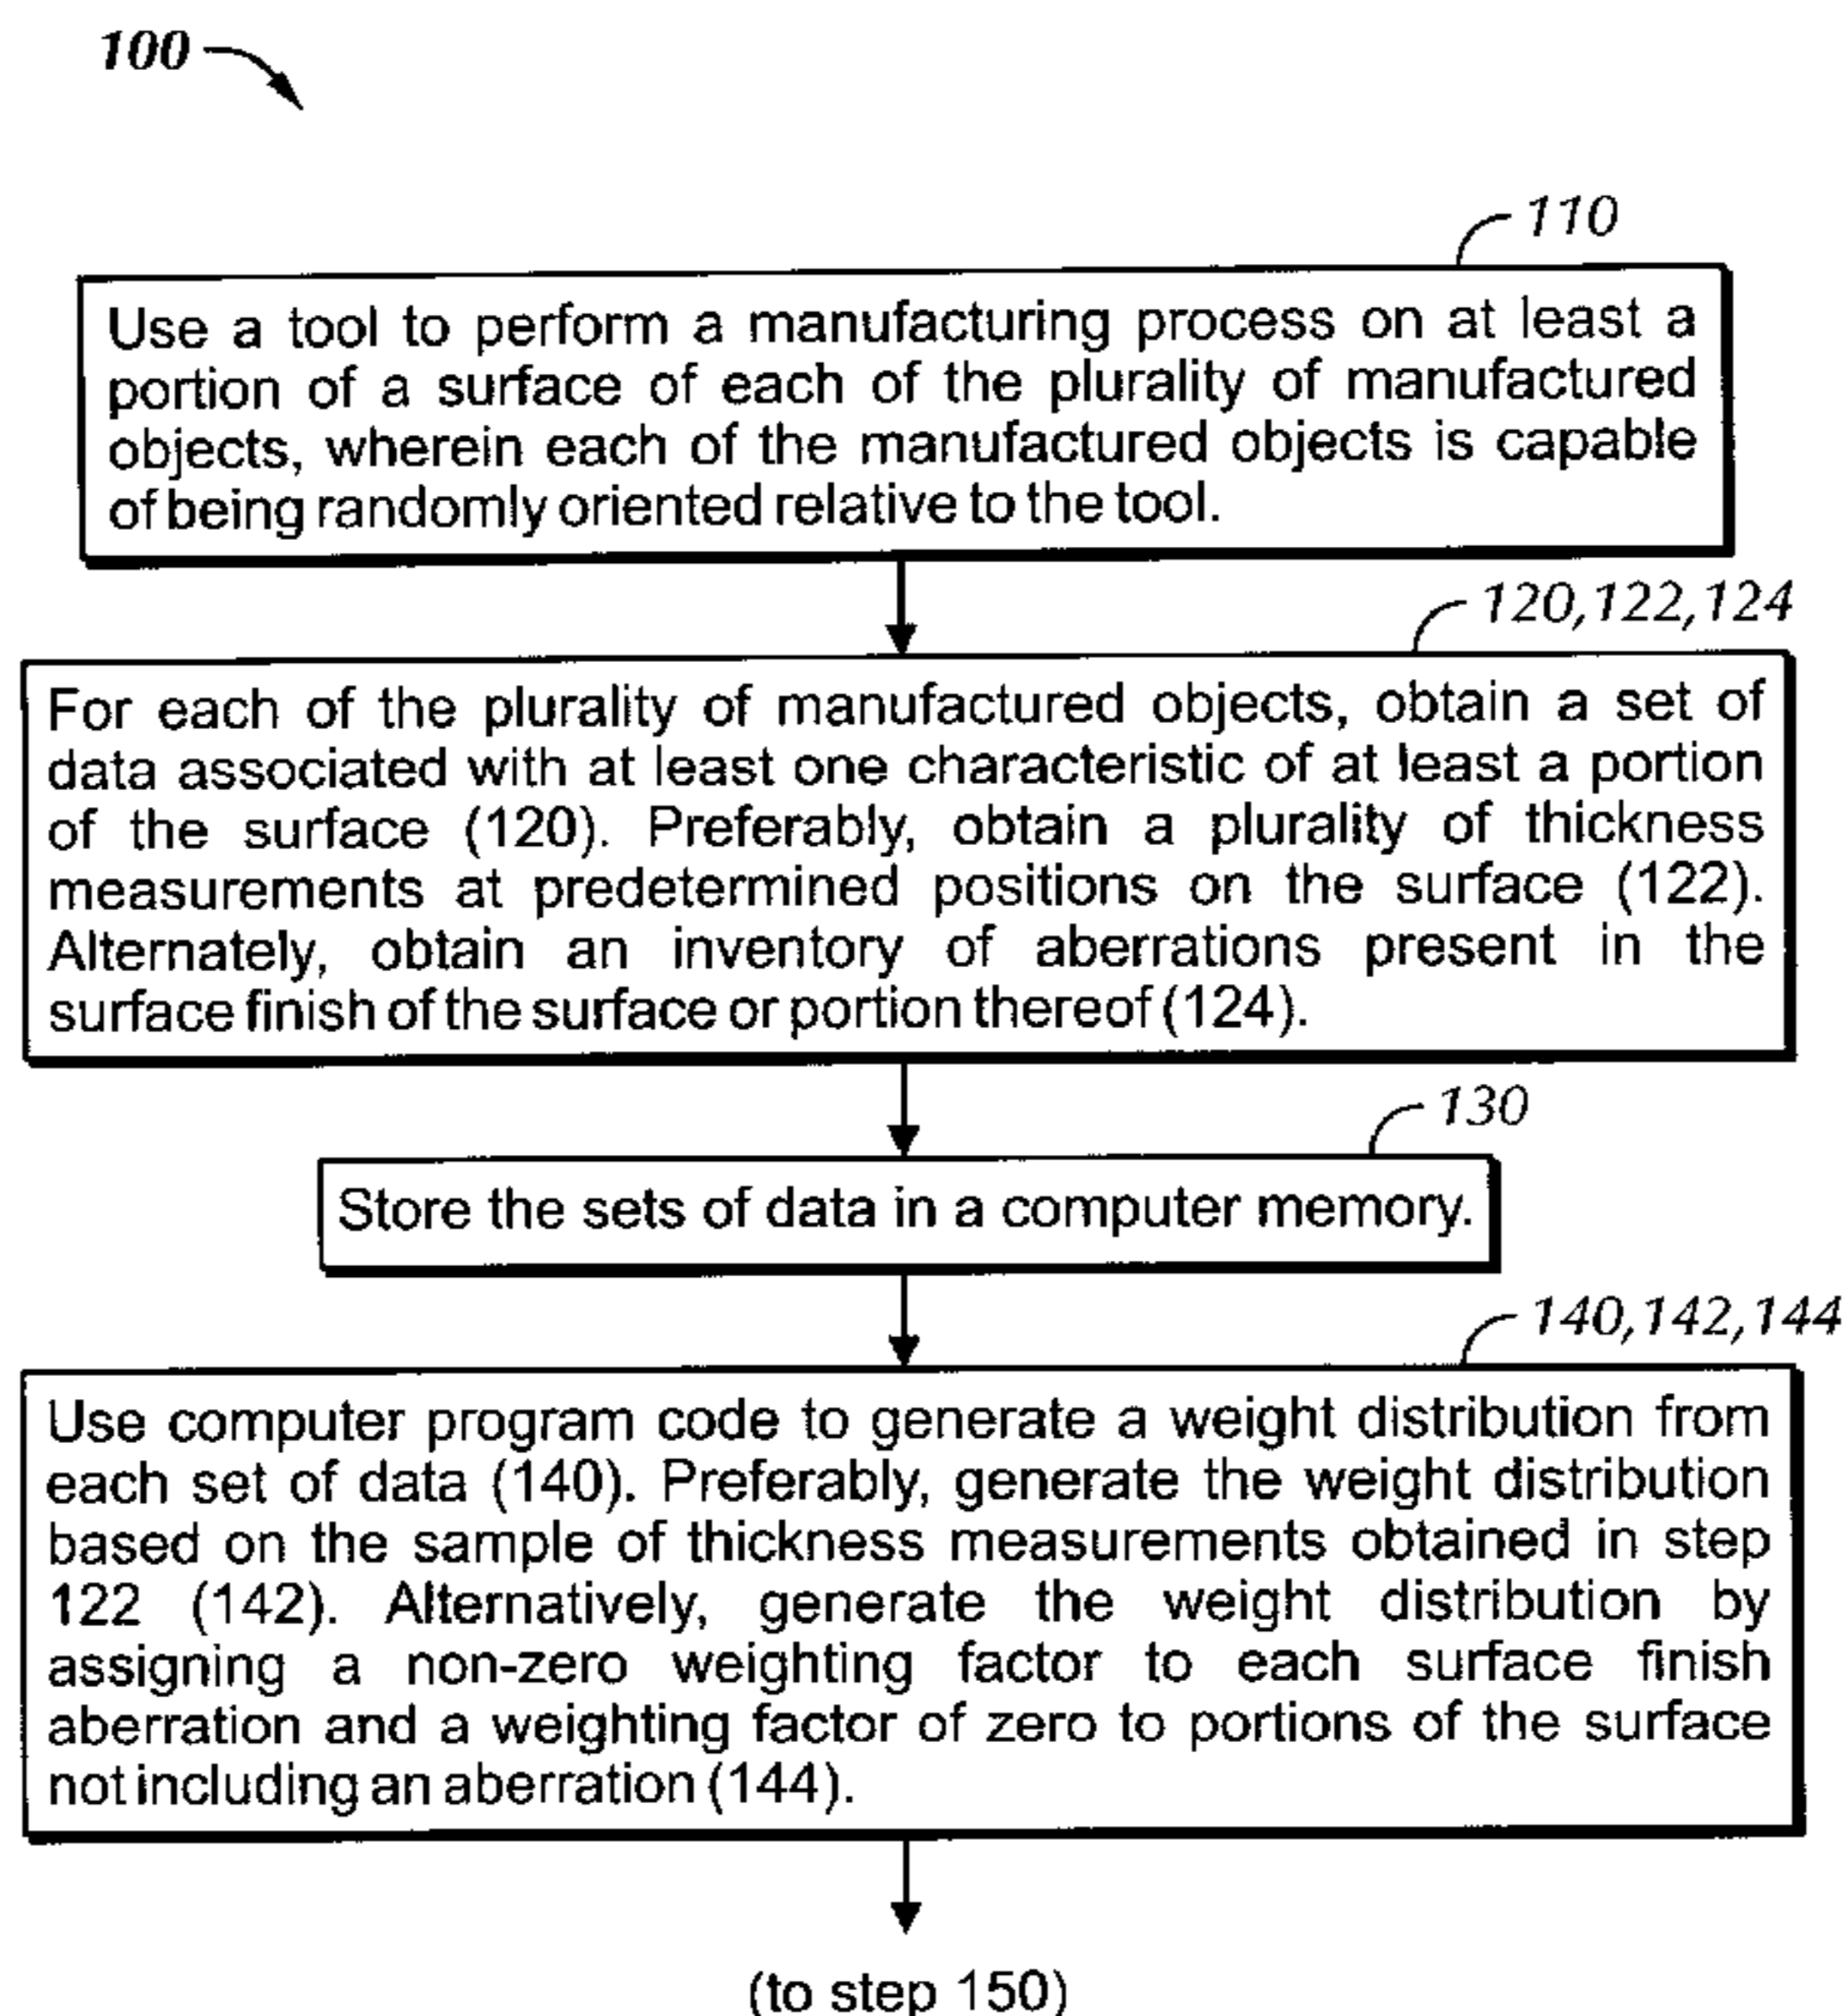 100
110
Use a tool to perform a manufacturing process on at least a
portion of a surface of each of the plurality of manufactured
objects, wherein each of the manufactured objects is capable
of being randomly oriented relative to the tool.
120,122,124
For each of the plurality of manufactured objects, obtain a set of
data associated with at least one characteristic of at least a portion
of the surface (120). Preferably, obtain a plurality of thickness
measurements at predetermined positions on the surface (122).
Alternately, obtain an inventory of aberrations present in the
surface finish of the surface or portion thereof (124).
130
Store the sets of data in a computer memory.
140,142,144
Use computer program code to generate a weight distribution from
each set of data (140). Preferably, generate the weight distribution
based on the sample of thickness measurements obtained in step
122 (142). Alternatively, generate the weight distribution by
assigning a non-zero weighting factor to each surface finish
aberration and a weighting factor of zero to portions of the surface
not including an aberration (144).
(to step 150)